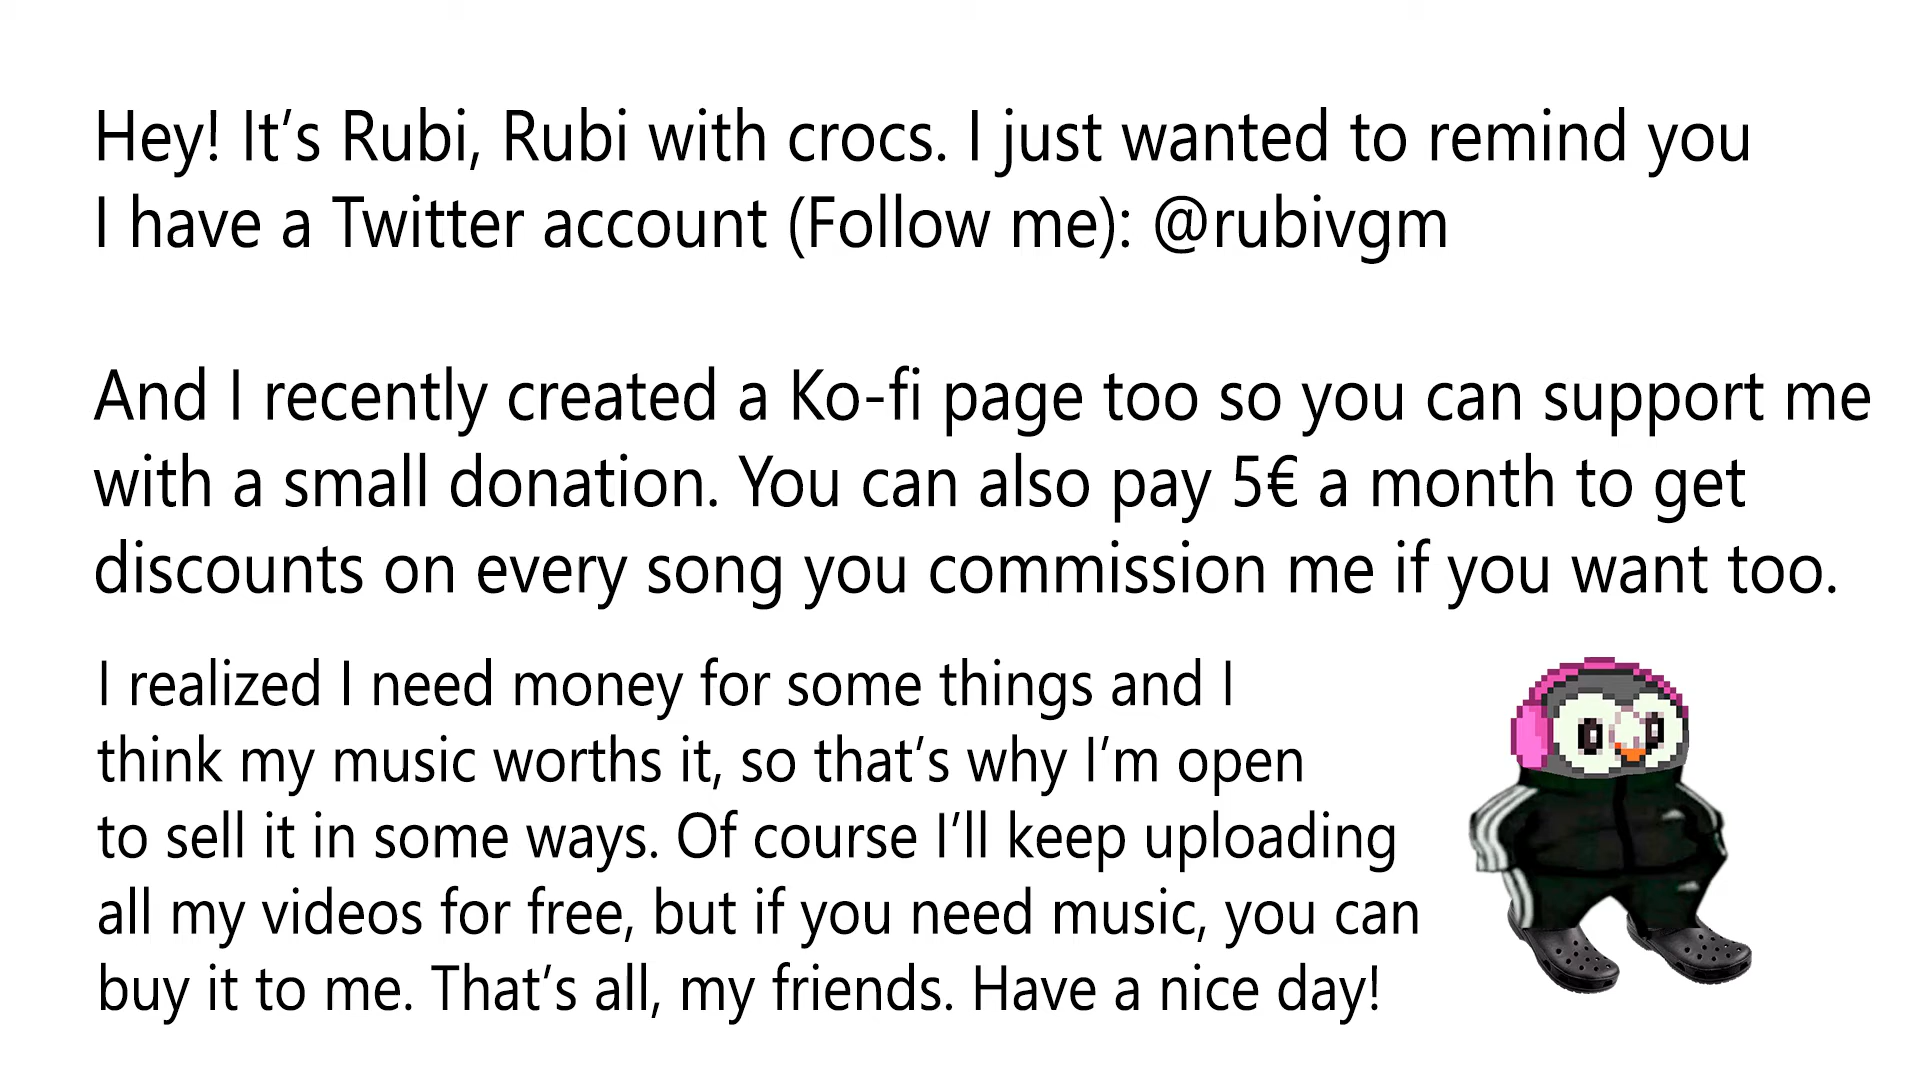 Hey! It’s Rubi, Rubi with crocs. I just wanted to remind you
I have a Twitter account (Follow me): @rubivgm
And I recently created a Ko-fi page too so you can support me
with a small donation. You can also pay 5€ a month to get
discounts on every song you commission me if you want too.
I realized I need money for some things and I
think my music worths it, so that’s why I’m open
to sell it in some ways. Of course I’ll keep uploading
all my videos for free, but if you need music, you can
buy it to me. That’s all, my friends. Have a nice day!